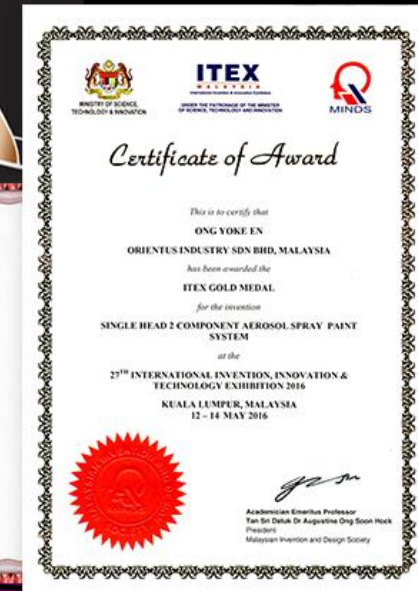 MINISTRY OF SCIENCE,
TECHNOLOGY & INNOVATION
ITEX
MALAYSIA
International Invention & Innovation Exhibition
UNDER THE PATRONAGE OF THE MINISTER
OF SCIENCE, TECHNOLOGY AND INNOVATION
MINDS
Certificate of Award
This is to certify that
ONG YOKE EN
ORIENTUS INDUSTRY SDN BHD, MALAYSIA
has been awarded the
ITEX GOLD MEDAL
for the invention
SINGLE HEAD 2 COMPONENT AEROSOL SPRAY PAINT
SYSTEM
at the
27TH INTERNATIONAL INVENTION, INNOVATION &
TECHNOLOGY EXHIBITION 2016
KUALA LUMPUR, MALAYSIA
12 – 14 MAY 2016
Academician Emeritus Professor
Tan Sri Datuk Dr Augustine Ong Soon Hock
President
Malaysian Invention and Design Society